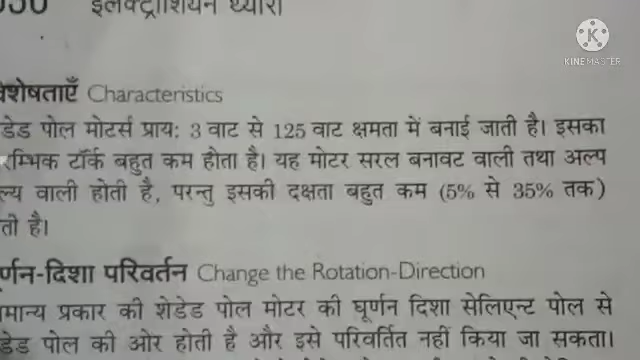 इलेक्ट्रीशियन थ्योरी
K
KINEMASTER
Characteristics
पोल मोटर्स प्राय: 3 वाट से 125 वाट क्षमता में बनाई जाती है। इसका
टॉर्क बहुत कम होता है। यह मोटर सरल बनावट वाली तथा अल्प
वाली होती है, परन्तु इसकी दक्षता बहुत कम (5% से 35% तक)
है।
परिवर्तन Change the Rotation-Direction
प्रकार की शेडेड पोल मोटर की घूर्णन दिशा सेलिएन्ट पोल से
पोल की ओर होती है और इसे परिवर्तित नहीं किया जा सकता।